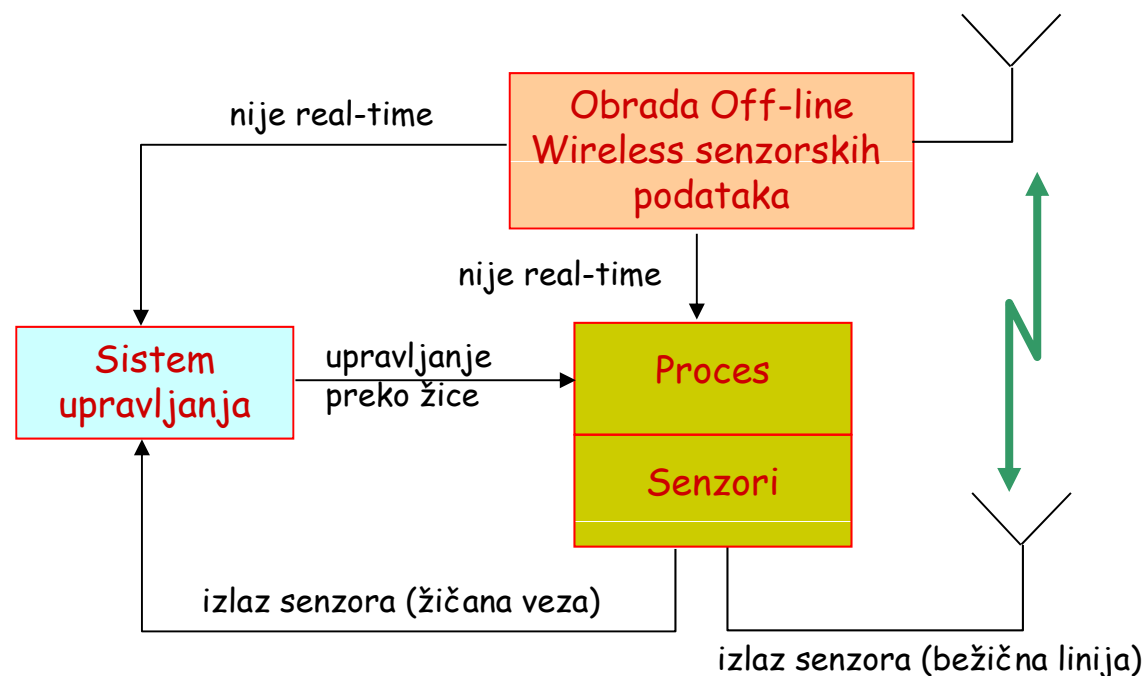 nije real-time
Obrada Off-line
Wireless senzorskih
podataka
nije real-time
Sistem
upravljanja
upravljanje
preko žice
Proces
Senzori
izlaz senzora (žičana veza)
izlaz senzora (bežična linija)